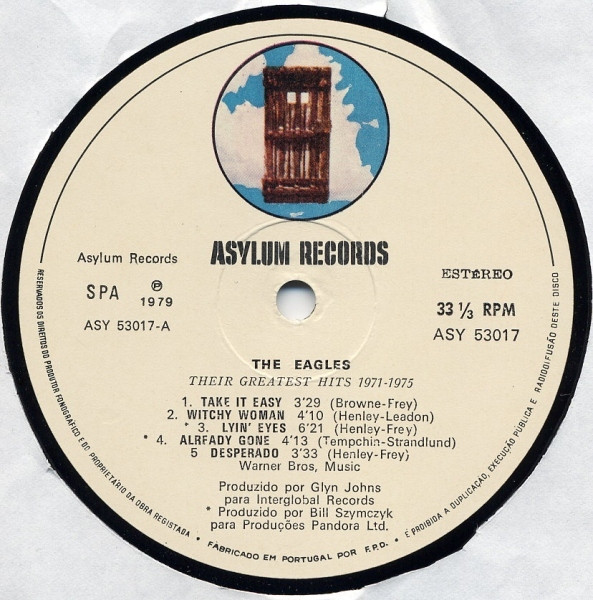 ASYLUM RECORDS
Asylum Records
SPA ℗ 1979
ASY 53017-A
ESTÉREO
33 1/3 RPM
ASY 53017
THE EAGLES
THEIR GREATEST HITS 1971-1975
1. TAKE IT EASY 3'29 (Browne-Frey)
2. WITCHY WOMAN 4'10 (Henley-Leadon)
* 3. LYIN' EYES 6'21 (Henley-Frey)
* 4. ALRFADY GONE 4'13 (Tempchin-Strandlund)
5 DESPERADO 3'33 (Henley-Frey)
Warner Bros, Music
Produzido por Glyn Johns
para Interglobal Records
* Produzido por Bill Szymczyk
para Produções Pandora Ltd.
RESERVADOS OS DIREITOS DO PRODUTOR FONOGRÁFICO E DO PROPRIETÁRIO DA OBRA REGISTADA • FABRICADO EM PORTUGAL POR F.P.D. • É PROIBIDA A DUPLICAÇÃO, EXECUÇÃO PÚBLICA E RADIODIFUSÃO DESTE DISCO